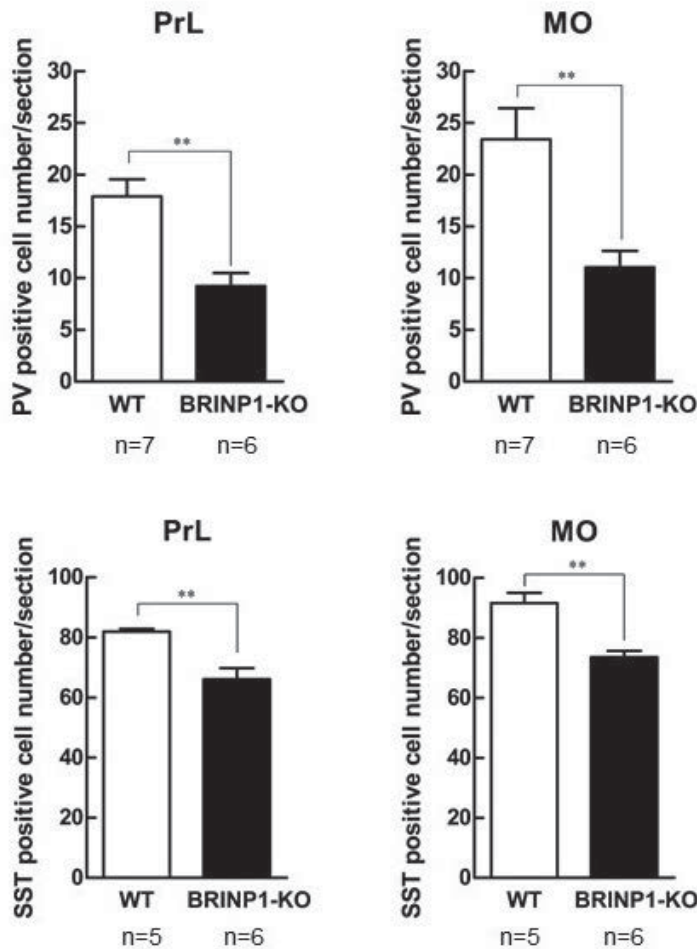 PrL
PV positive cell number/section
30
25
20
15
10
5
0
**
WT BRINP1-KO
n=7 n=6
MO
PV positive cell number/section
30
25
20
15
10
5
0
**
WT BRINP1-KO
n=7 n=6
PrL
SST positive cell number/section
100
80
60
40
20
0
**
WT BRINP1-KO
n=5 n=6
MO
SST positive cell number/section
100
80
60
40
20
0
**
WT BRINP1-KO
n=5 n=6